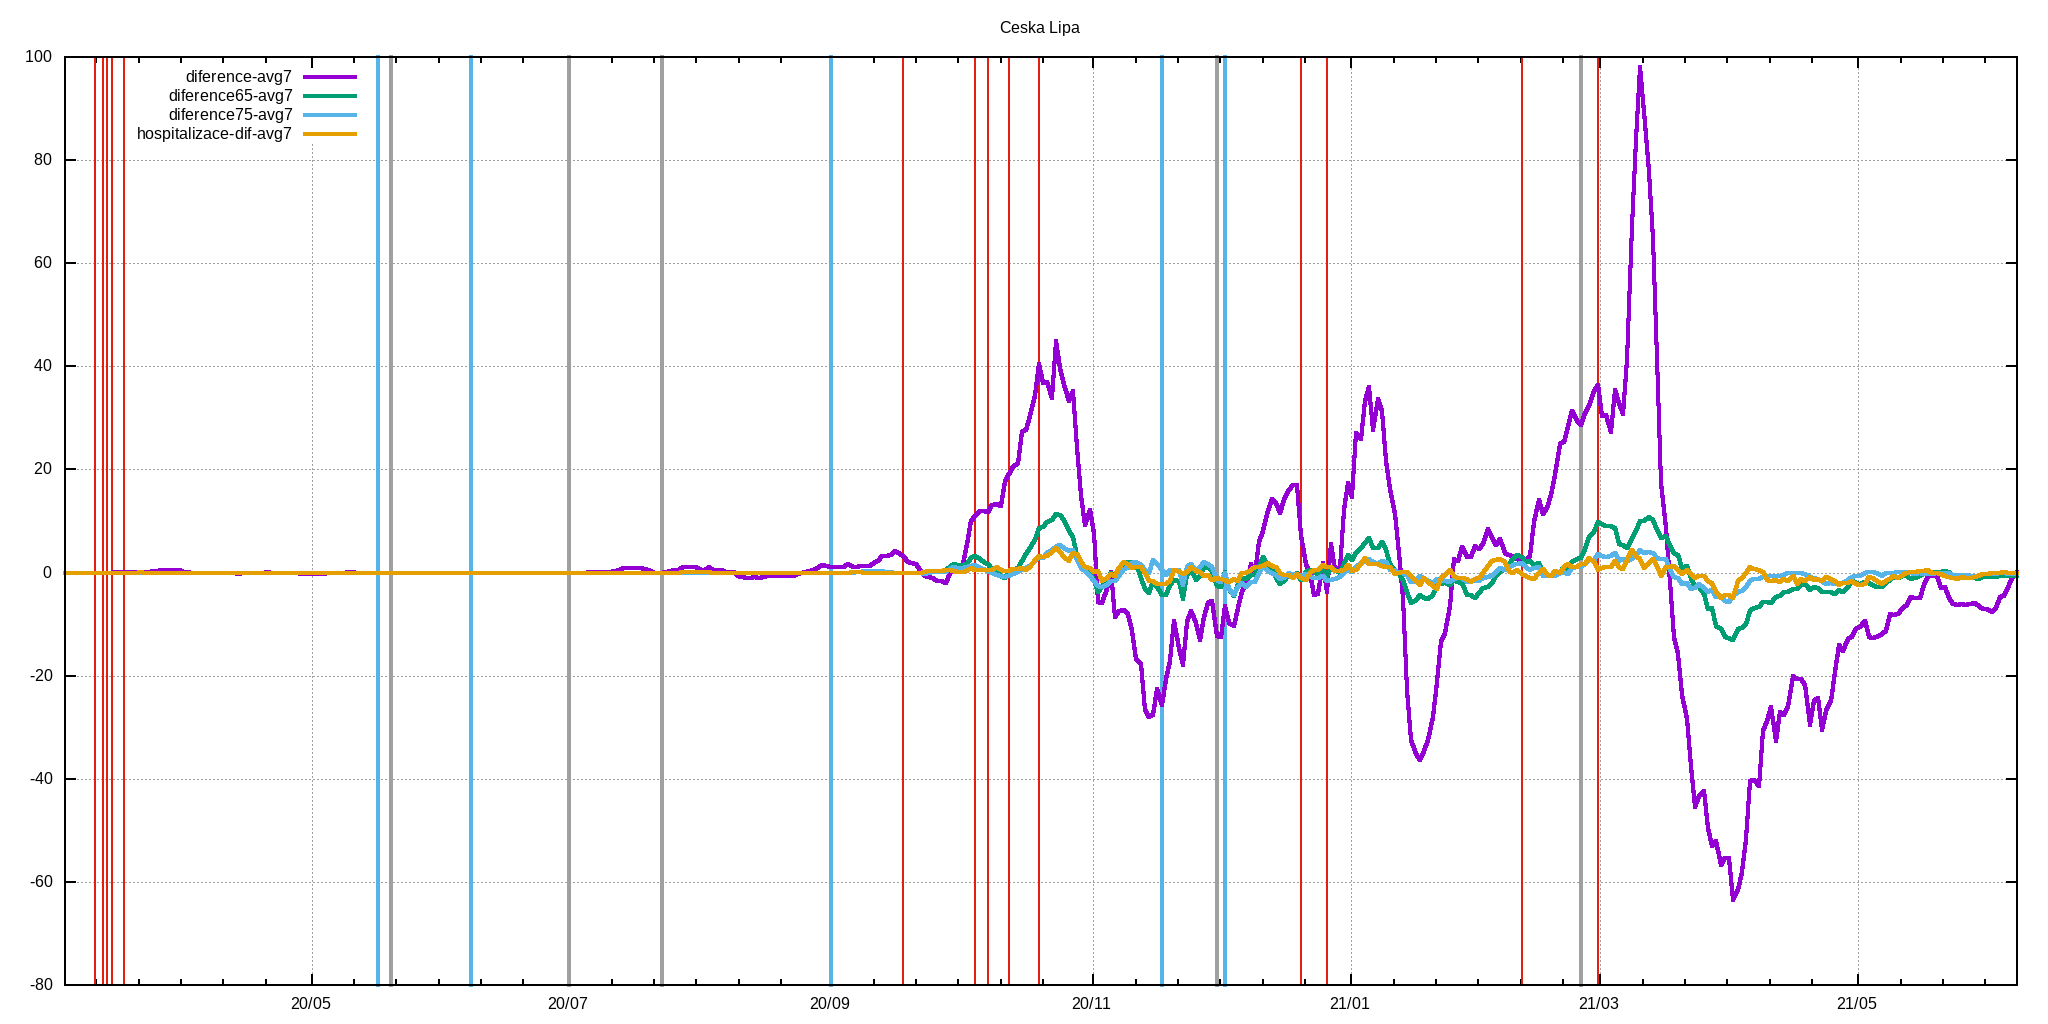 Ceska Lipa
100
80
60
40
20
0
-20
-40
-60
-80
diference-avg7
diference65-avg7
diference75-avg7
hospitalizace-dif-avg7
20/05 20/07 20/09 20/11 21/01 21/03 21/05